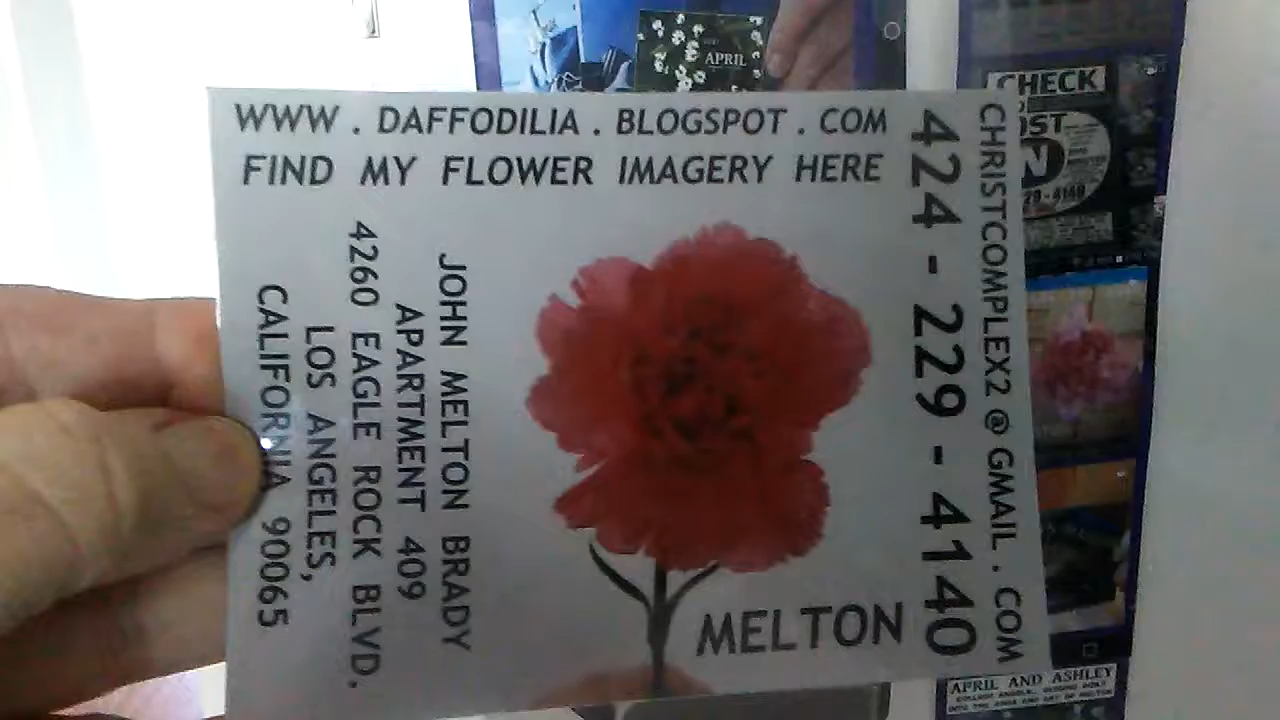 WWW . DAFFODILIA . BLOGSPOT . COM
FIND MY FLOWER IMAGERY HERE
424 - 229 - 4140
CHRISTCOMPLEX2 @ GMAIL . COM
JOHN MELTON BRADY
APARTMENT 409
4260 EAGLE ROCK BLVD.
LOS ANGELES,
CALIFORNIA 90065
MELTON
APRIL
CHECK
APRIL AND ASHLEY